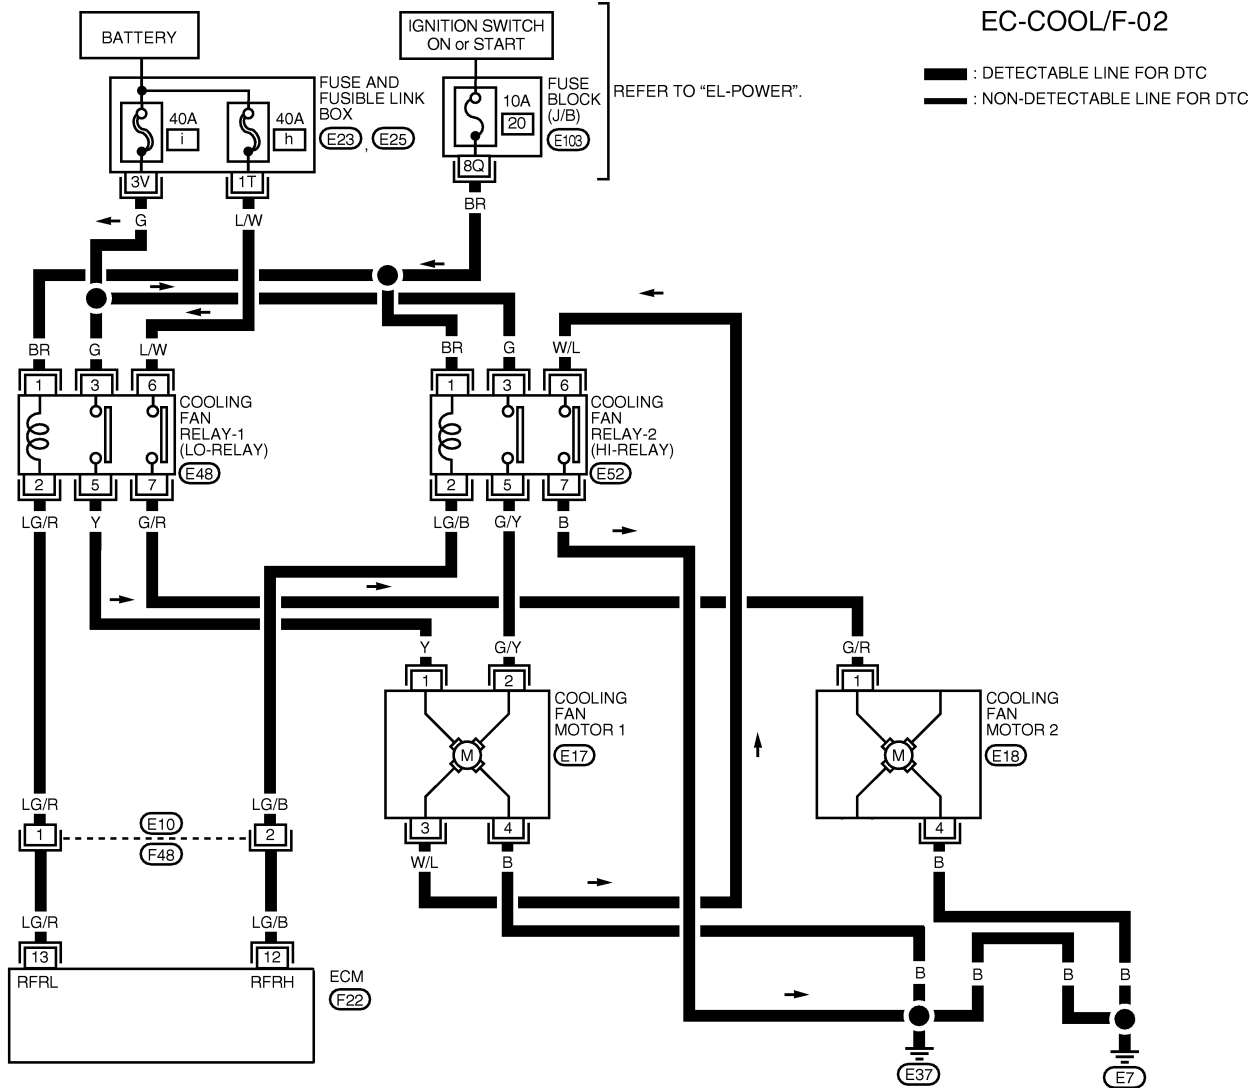 EC-COOL/F-02
BATTERY
IGNITION SWITCH
ON or START
: DETECTABLE LINE FOR DTC
: NON-DETECTABLE LINE FOR DTC
40A
i
40A
h
FUSE AND
FUSIBLE LINK
BOX
E23 , E25
10A
20
FUSE
BLOCK
(J/B)
E103
REFER TO “EL-POWER”.
3V
1T
8Q
G
L/W
BR
BR
G
L/W
BR
G
W/L
1
3
6
1
3
6
COOLING
FAN
RELAY-1
(LO-RELAY)
E48
COOLING
FAN
RELAY-2
(HI-RELAY)
E52
2
5
7
2
5
7
LG/R
Y
G/R
LG/B
G/Y
B
Y
G/Y
G/R
1
2
1
COOLING
FAN
MOTOR 1
E17
COOLING
FAN
MOTOR 2
E18
M
M
3
4
4
W/L
B
B
LG/R
LG/B
1
E10
F48
2
LG/R
LG/B
13
12
RFRL
RFRH
ECM
F22
B
B
B
B
E37
E7